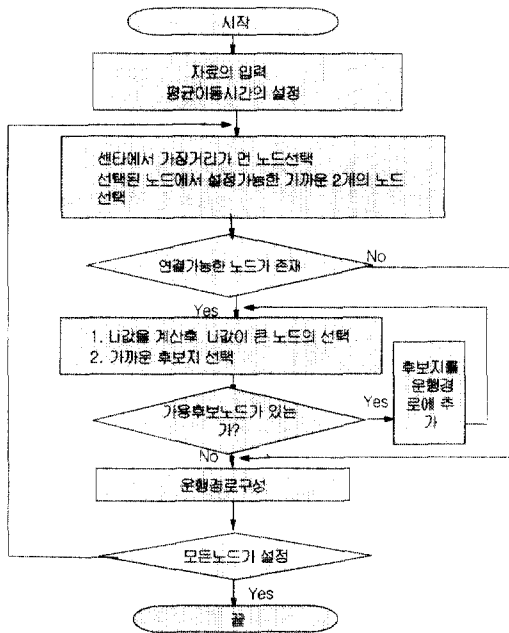 시작
자료의 입력
평균이동시간의 설정
센타에서 가장거리가 먼 노드선택
선택된 노드에서 설정가능한 가까운 2개의 노드
선택
연결가능한 노드가 존재
No
Yes
1. U값을 계산후 U값이 큰 노드의 선택
2. 가까운 후보지 선택
가용후보노드가 있는
가?
Yes
후보지를
운행경
로에 추
가
No
운행경로구성
모든노드가 설정
Yes
끝